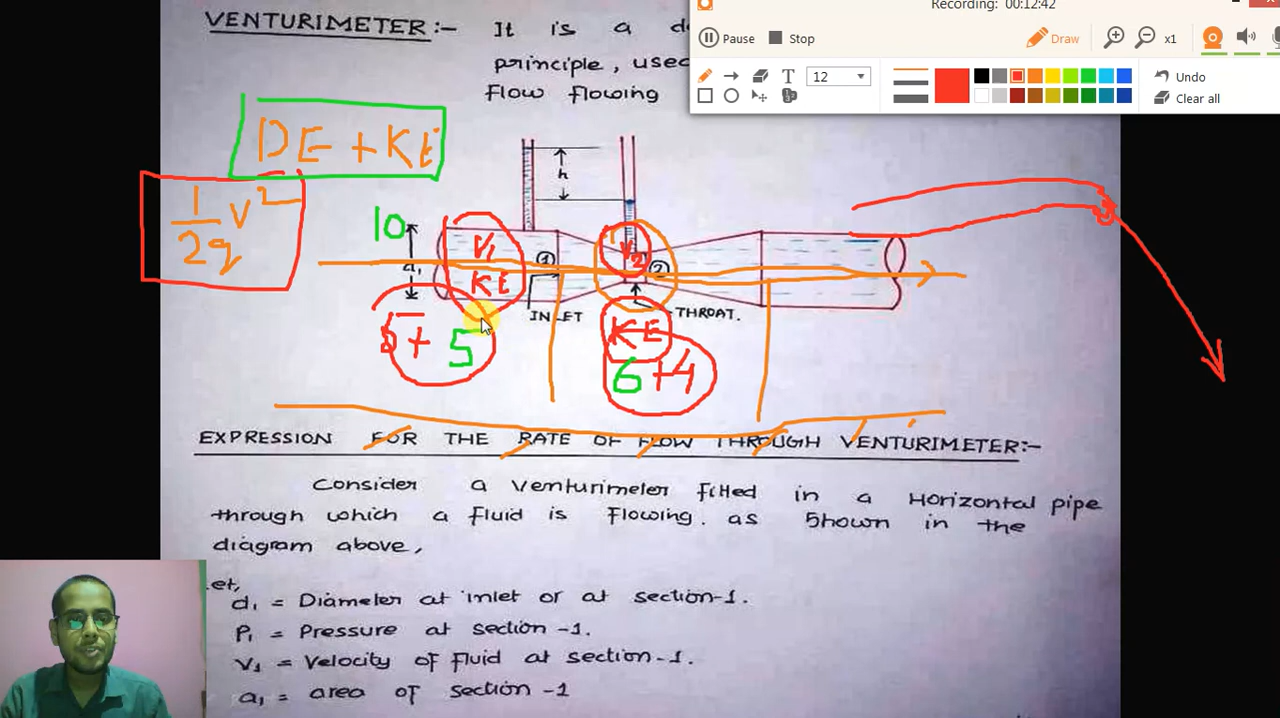 Recording: 00:12:42
Pause Stop Draw x1
T 12 Undo
Clear all
VENTURIMETER:- It is a
principle, used
Flow Flowing
PE + KE
1/2g v²
h
10
a₁
V₁
KE
①
V₂
②
INLET
THROAT.
5 + 5
KE
6 + 4
EXPRESSION FOR THE RATE OF FLOW THROUGH VENTURIMETER:-
Consider a venturimeter fitted in a Horizontal pipe
through which a fluid is flowing. as shown in the
diagram above,
Let,
d₁ = Diameter at inlet or at section-1.
P₁ = Pressure at section -1.
V₁ = Velocity of fluid at section-1.
a₁ = area of section -1